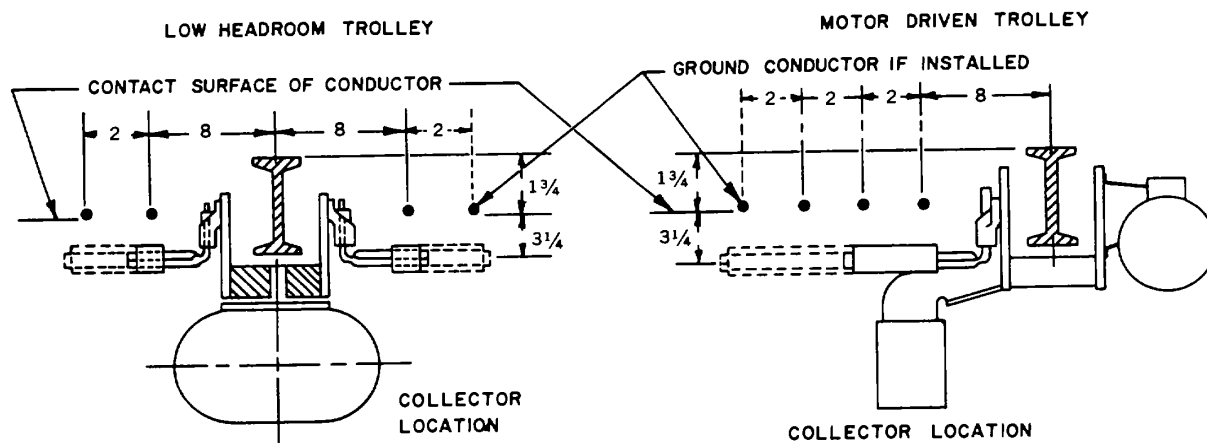 LOW HEADROOM TROLLEY
MOTOR DRIVEN TROLLEY
CONTACT SURFACE OF CONDUCTOR
GROUND CONDUCTOR IF INSTALLED
2 8 8 2
2 2 2 8
1¾
3¼
1¾
3¼
COLLECTOR
LOCATION
COLLECTOR LOCATION